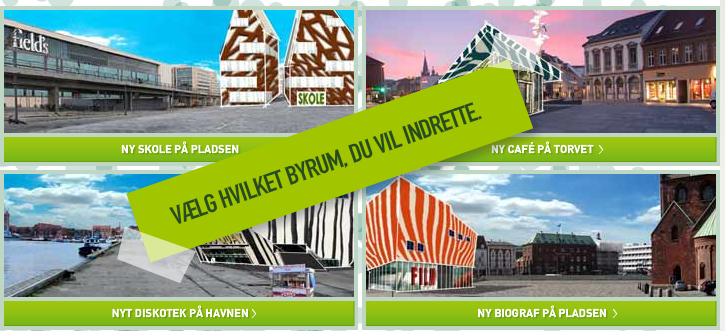 field's
SKOLE
NY SKOLE PÅ PLADSEN
NY CAFÉ PÅ TORVET
VÆLG HVILKET BYRUM, DU VIL INDRETTE.
NYT DISKOTEK PÅ HAVNEN
NY BIOGRAF PÅ PLADSEN